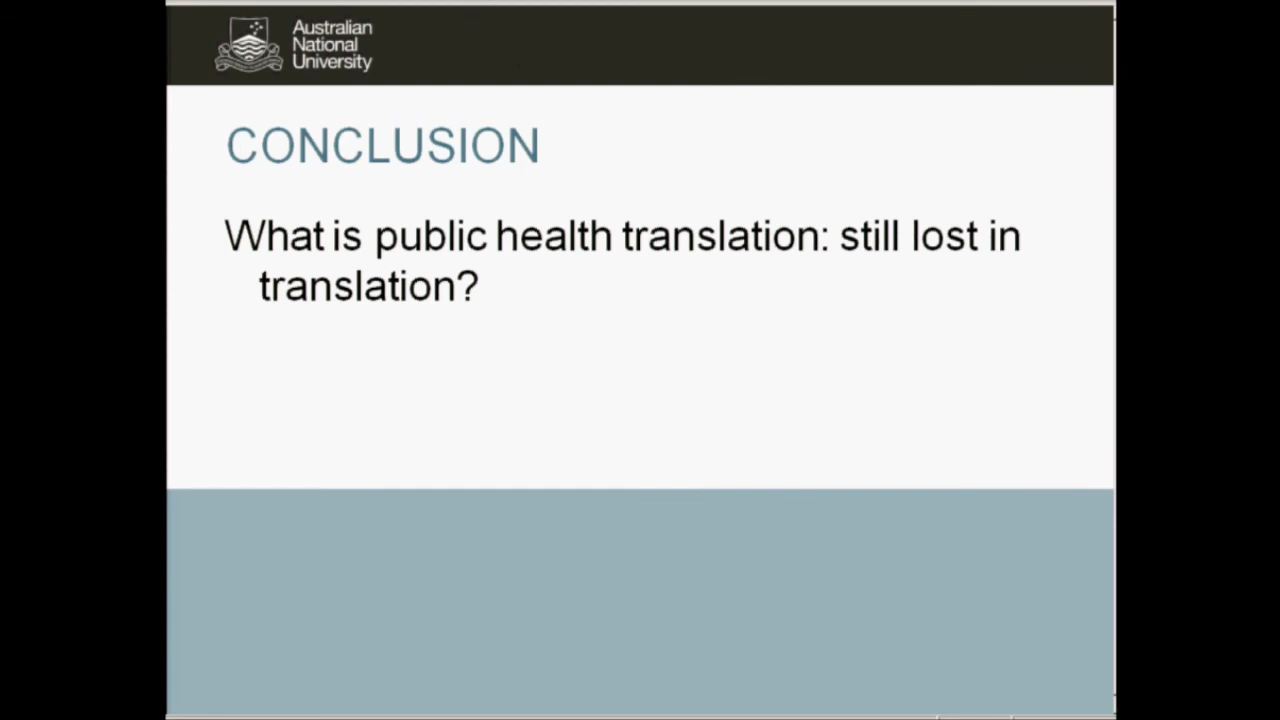 Australian
National
University
CONCLUSION
What is public health translation: still lost in
translation?